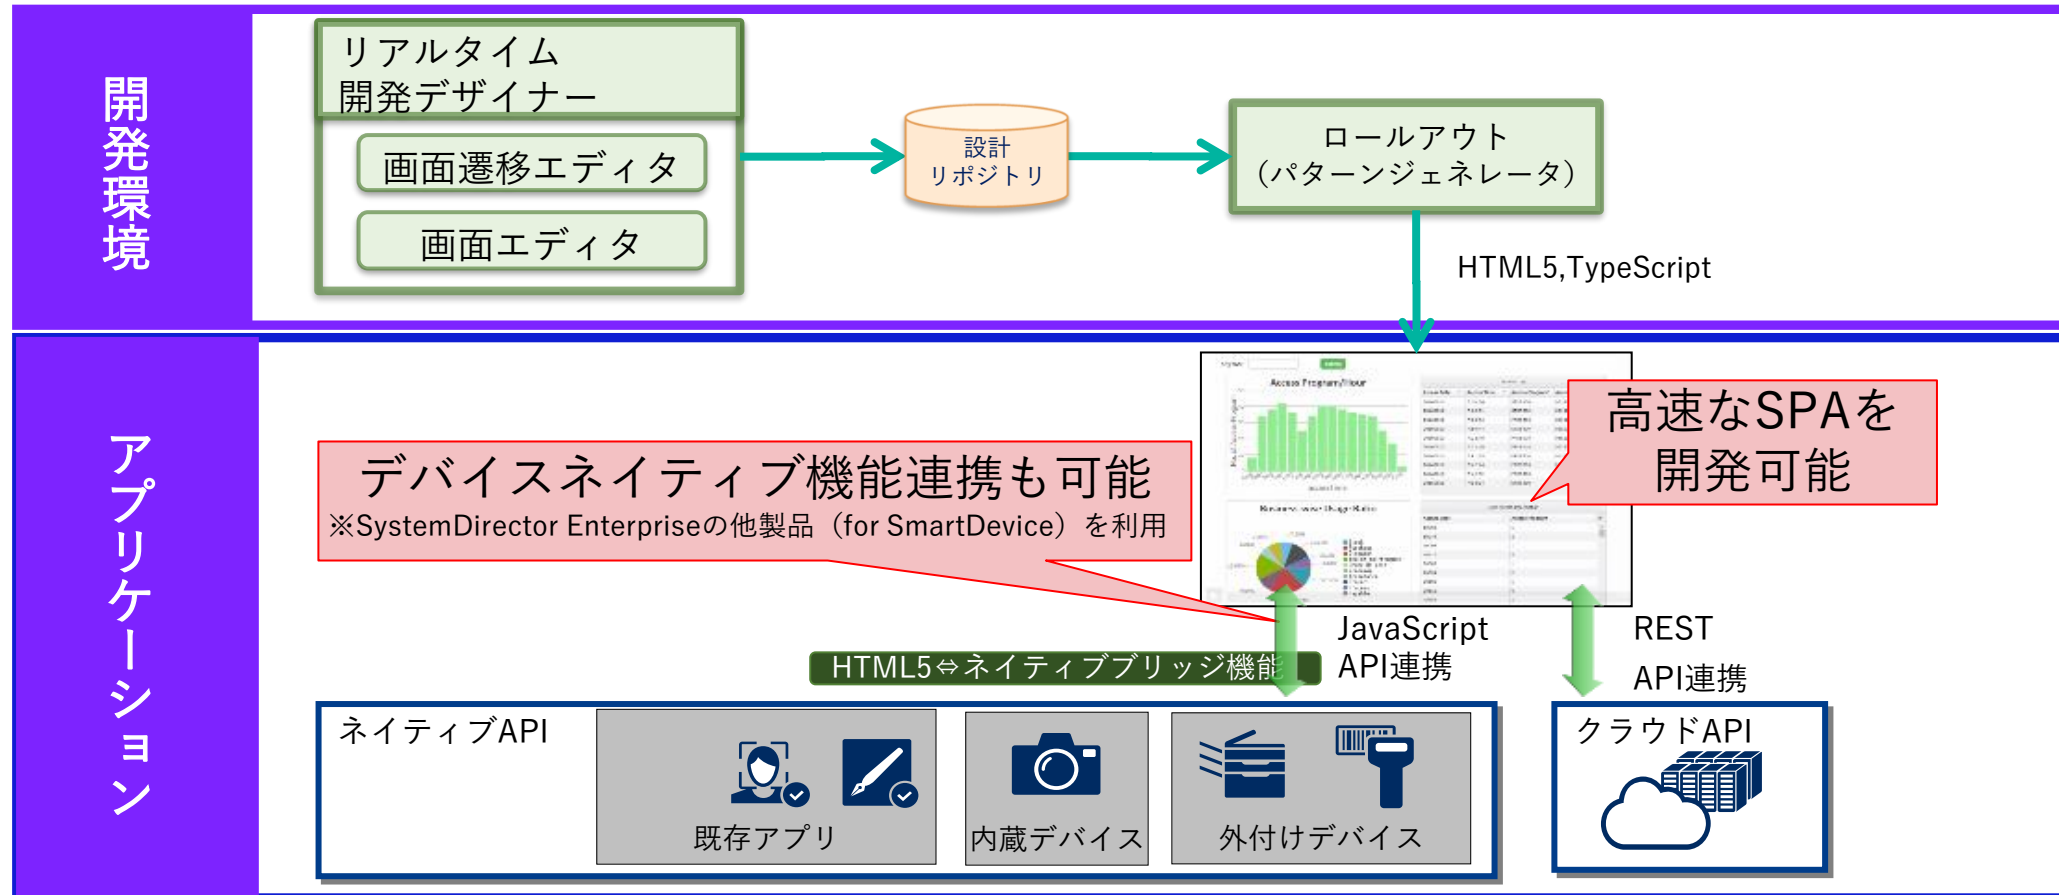 開発環境
リアルタイム
開発デザイナー
画面遷移エディタ
画面エディタ
設計
リポジトリ
ロールアウト
（パターンジェネレータ）
HTML5,TypeScript
アプリケーション
Access Program/Hour
高速なSPAを
開発可能
デバイスネイティブ機能連携も可能
※SystemDirector Enterpriseの他製品（for SmartDevice）を利用
Business-wise Usage Ratio
JavaScript
API連携
REST
API連携
HTML5⇔ネイティブブリッジ機能
ネイティブAPI
既存アプリ
内蔵デバイス
外付けデバイス
クラウドAPI